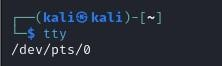 ┌──(kali㉿kali)-[~]
└─$ tty
/dev/pts/0